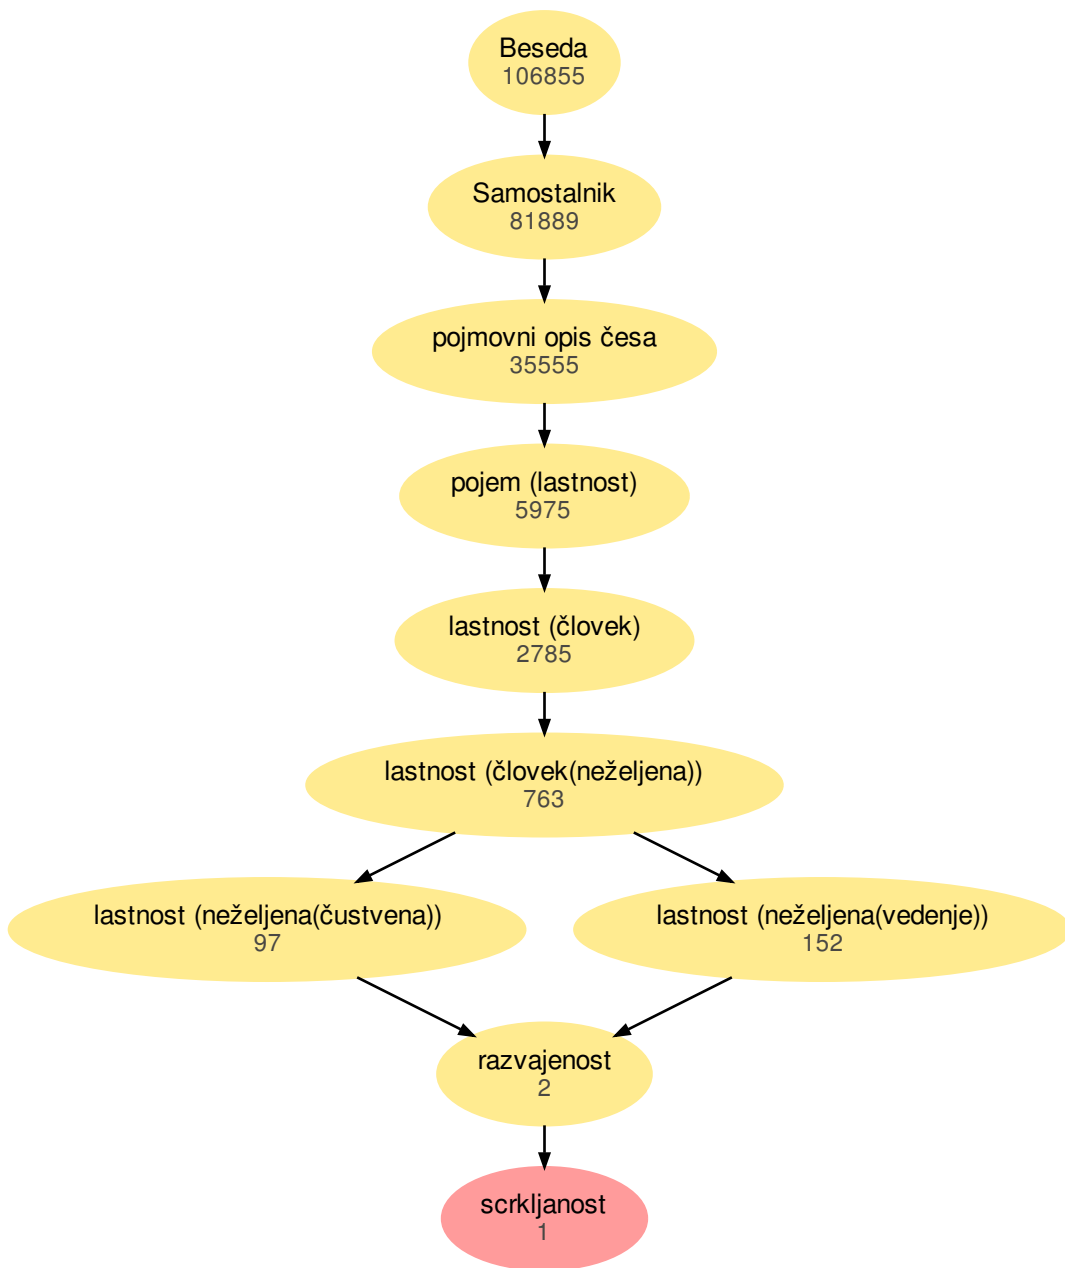 Beseda
106855
Samostalnik
81889
pojmovni opis česa
35555
pojem (lastnost)
5975
lastnost (človek)
2785
lastnost (človek(neželjena))
763
lastnost (neželjena(čustvena))
97
lastnost (neželjena(vedenje))
152
razvajenost
2
scrkljanost
1